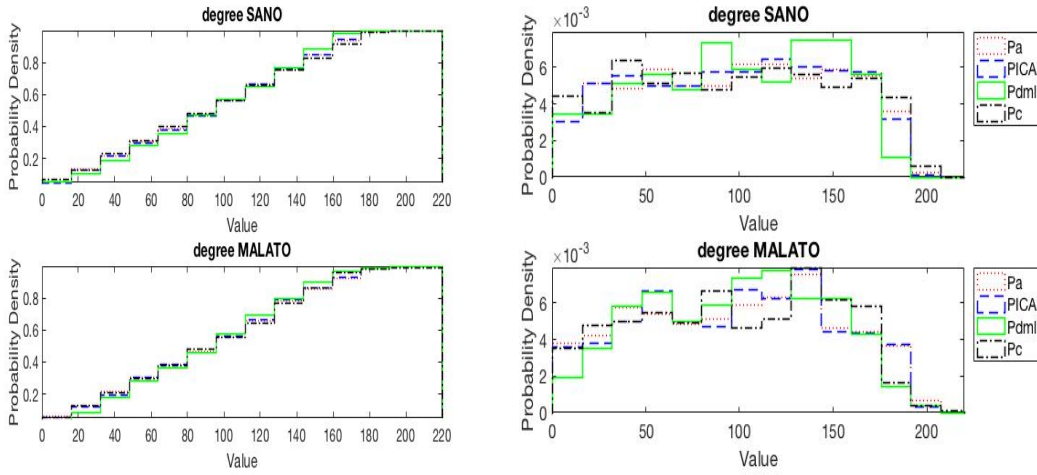 degree SANO
Probability Density
0.8
0.6
0.4
0.2
0 20 40 60 80 100 120 140 160 180 200 220
Value
degree SANO
×10-3
Probability Density
6
4
2
0
0 50 100 150 200
Value
Pa
PICA
Pdml
Pc
degree MALATO
Probability Density
0.8
0.6
0.4
0.2
0 20 40 60 80 100 120 140 160 180 200 220
Value
degree MALATO
×10-3
Probability Density
6
4
2
0
0 50 100 150 200
Value
Pa
PICA
Pdml
Pc